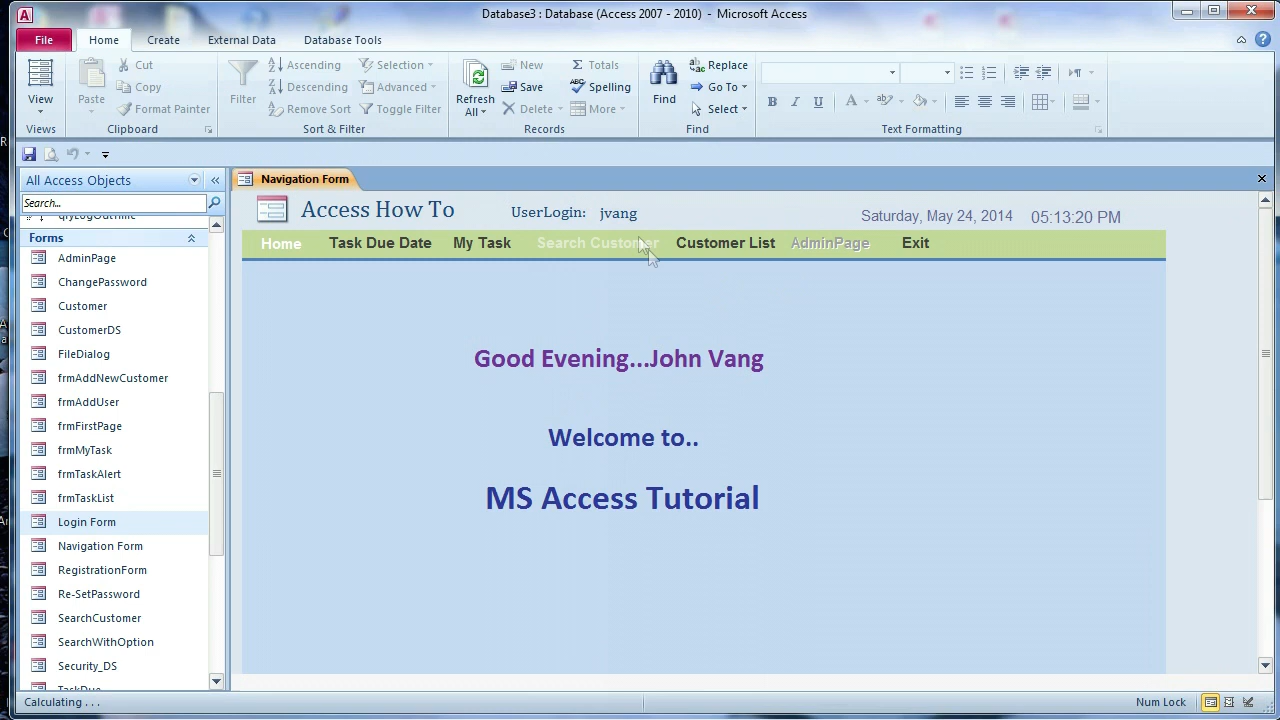 Database3 : Database (Access 2007 - 2010) - Microsoft Access
File Home Create External Data Database Tools
View
Views
Paste
Cut
Copy
Format Painter
Clipboard
Filter
Ascending
Descending
Remove Sort
Selection
Advanced
Toggle Filter
Sort & Filter
Refresh
All
New
Save
Delete
Totals
Spelling
More
Records
Find
Replace
Go To
Select
Find
B I U
A
Text Formatting
All Access Objects
Search...
qryLogOutTime
Forms
AdminPage
ChangePassword
Customer
CustomerDS
FileDialog
frmAddNewCustomer
frmAddUser
frmFirstPage
frmMyTask
frmTaskAlert
frmTaskList
Login Form
Navigation Form
RegistrationForm
Re-SetPassword
SearchCustomer
SearchWithOption
Security_DS
TaskDue
Navigation Form
Access How To
UserLogin: jvang
Saturday, May 24, 2014 05:13:20 PM
Home Task Due Date My Task Search Customer Customer List AdminPage Exit
Good Evening...John Vang
Welcome to..
MS Access Tutorial
Calculating . . .
Num Lock